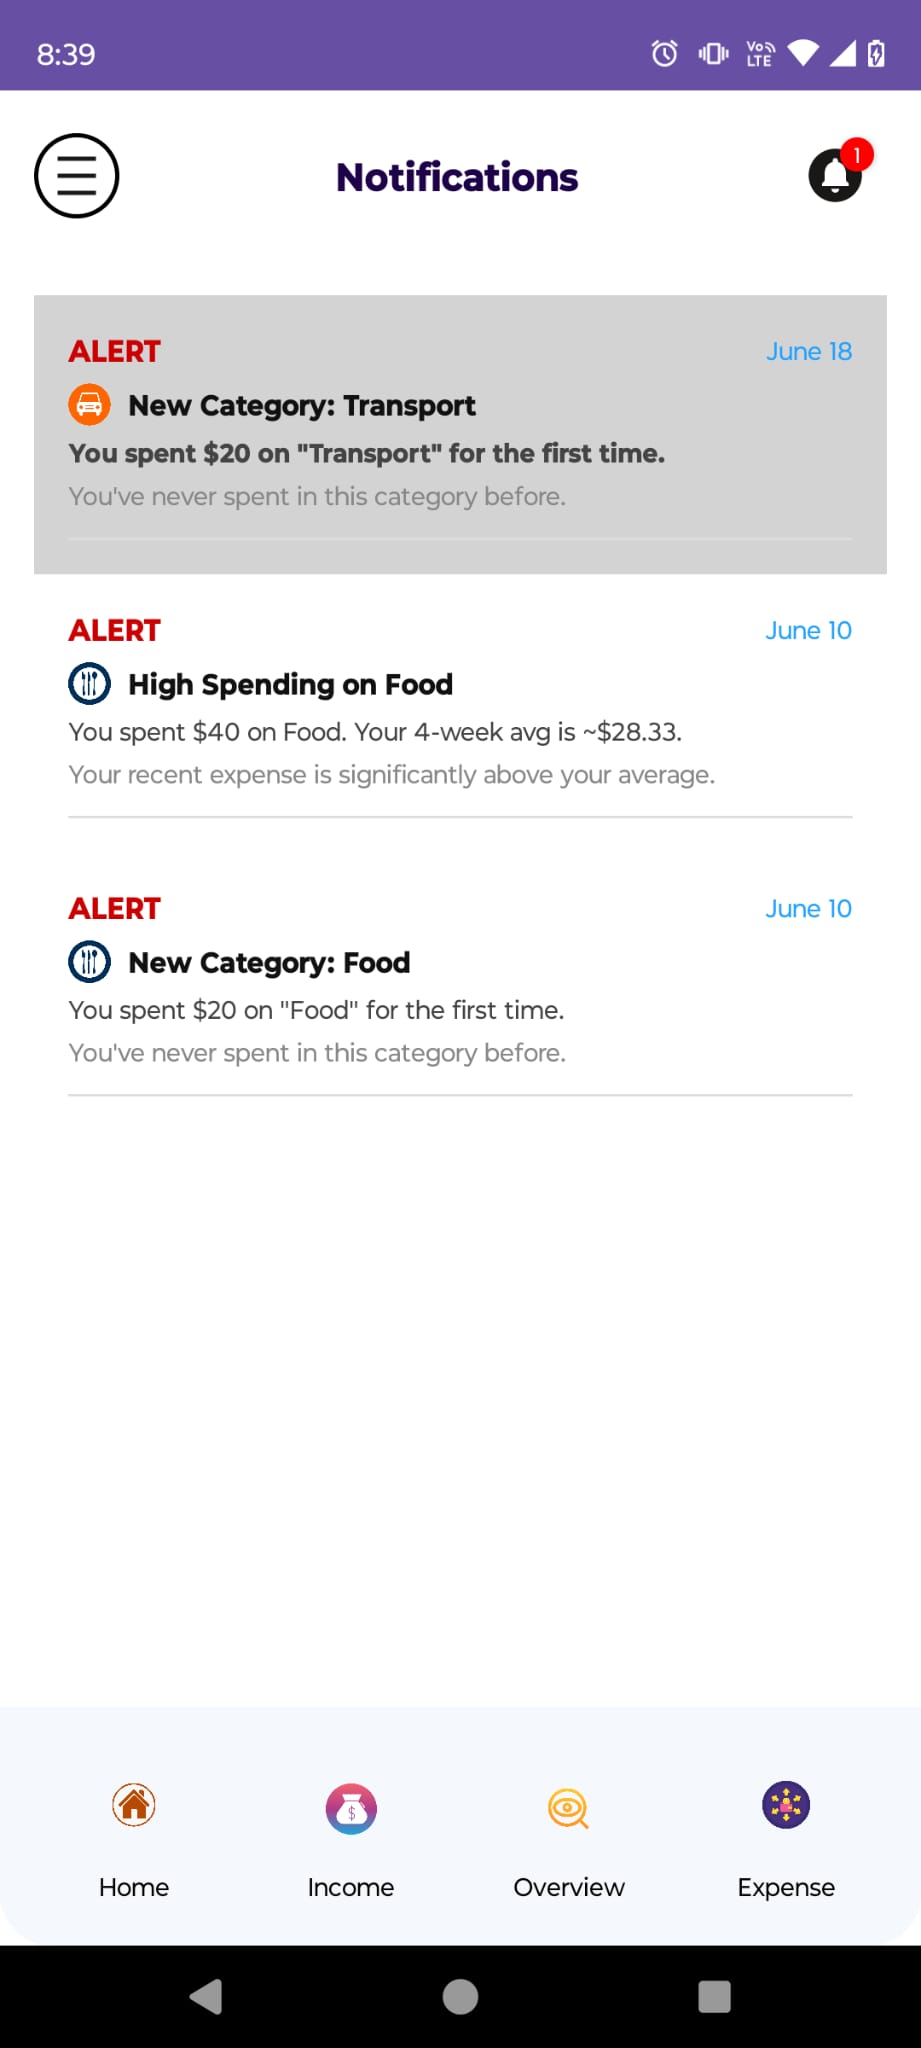 8:39
Vo LTE
Notifications
1
ALERT
June 18
New Category: Transport
You spent $20 on "Transport" for the first time.
You've never spent in this category before.
ALERT
June 10
High Spending on Food
You spent $40 on Food. Your 4-week avg is ~$28.33.
Your recent expense is significantly above your average.
ALERT
June 10
New Category: Food
You spent $20 on "Food" for the first time.
You've never spent in this category before.
$
Home
Income
Overview
Expense